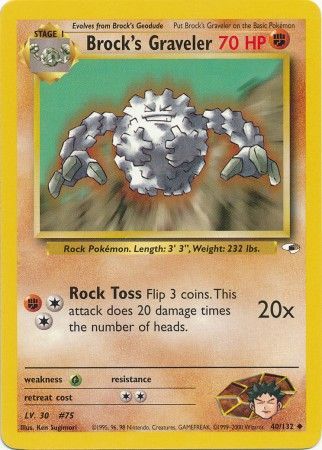 STAGE 1
Evolves from Brock's Geodude
Put Brock's Graveler on the Basic Pokémon
Brock's Graveler 70 HP
Rock Pokémon. Length: 3' 3", Weight: 232 lbs.
Rock Toss Flip 3 coins. This
attack does 20 damage times
the number of heads.
20x
weakness
resistance
retreat cost
LV. 30 #75
Illus. Ken Sugimori
©1995, 96, 98 Nintendo, Creatures, GAMEFREAK. ©1999-2000 Wizards.
40/132